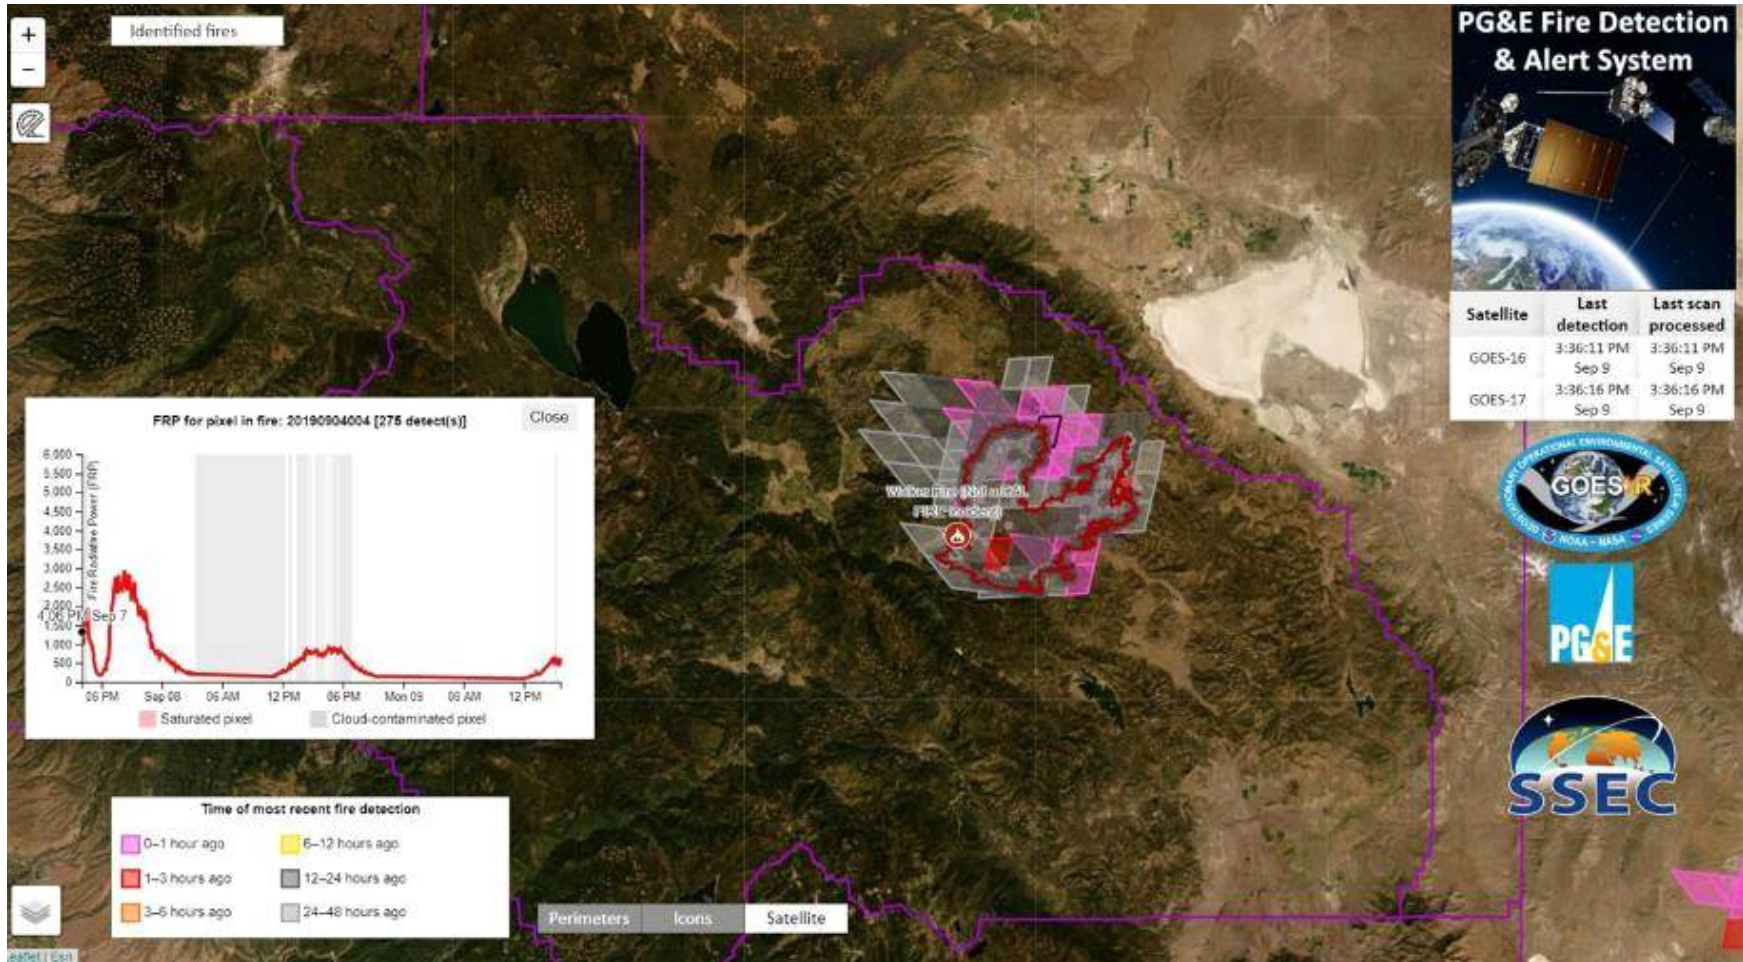 +
Identified fires
−
PG&E Fire Detection
& Alert System
Satellite
Last
detection
Last scan
processed
GOES-16
3:36:11 PM
Sep 9
3:36:11 PM
Sep 9
GOES-17
3:36:16 PM
Sep 9
3:36:16 PM
Sep 9
FRP for pixel in fire: 20190904004 [275 detect(s)]
Close
6,000
5,500
5,000
4,500
4,000
3,500
3,000
2,500
2,000
1,500
1,000
500
0
Fire Radiative Power (FRP)
4:06 PM Sep 7
06 PM
Sep 08
06 AM
12 PM
06 PM
Mon 09
06 AM
12 PM
Saturated pixel
Cloud-contaminated pixel
GOES-R
NOAA - NASA
PG&E
SSEC
Time of most recent fire detection
0–1 hour ago
6–12 hours ago
1–3 hours ago
12–24 hours ago
3–6 hours ago
24–48 hours ago
Perimeters
Icons
Satellite
Leaflet | Esri